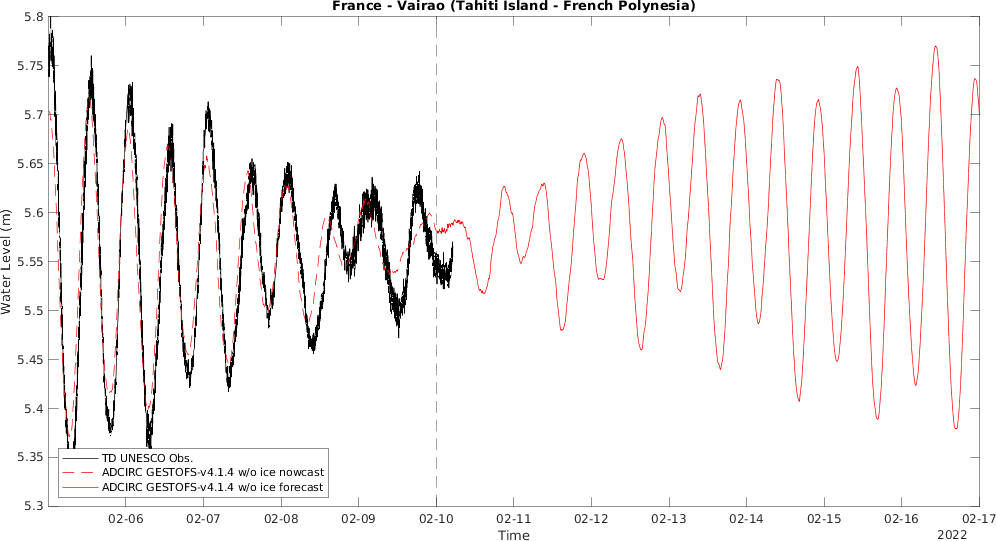 France - Vairao (Tahiti Island - French Polynesia)
5.8
5.75
5.7
5.65
5.6
5.55
5.5
5.45
5.4
5.35
5.3
Water Level (m)
TD UNESCO Obs.
ADCIRC GESTOFS-v4.1.4 w/o ice nowcast
ADCIRC GESTOFS-v4.1.4 w/o ice forecast
02-06 02-07 02-08 02-09 02-10 02-11 02-12 02-13 02-14 02-15 02-16 02-17
Time
2022